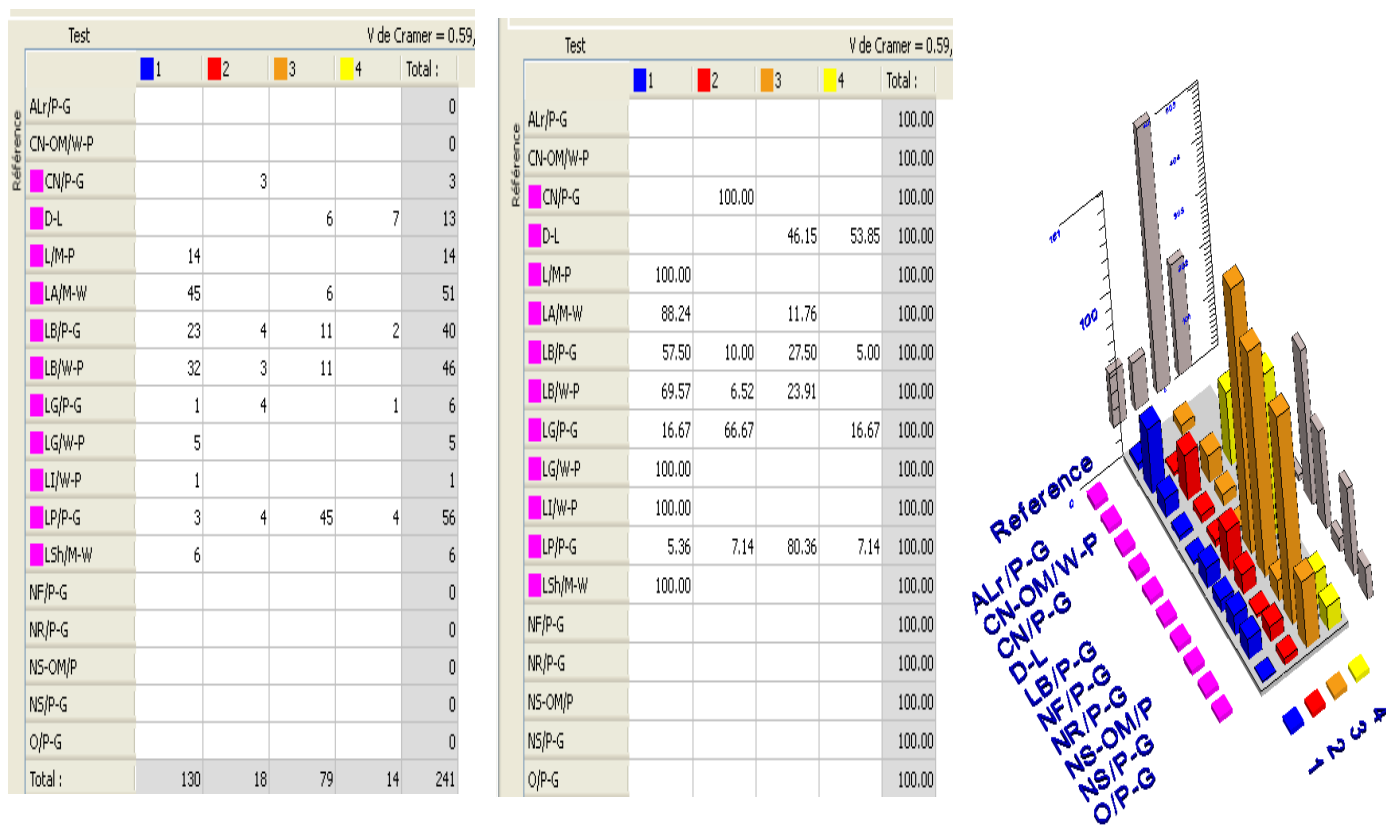 Test V de Cramer = 0.59,
1 2 3 4 Total :
Référence
ALr/P-G 0
CN-OM/W-P 0
CN/P-G 3 3
D-L 6 7 13
L/M-P 14 14
LA/M-W 45 6 51
LB/P-G 23 4 11 2 40
LB/W-P 32 3 11 46
LG/P-G 1 4 1 6
LG/W-P 5 5
LI/W-P 1 1
LP/P-G 3 4 45 4 56
LSh/M-W 6 6
NF/P-G 0
NR/P-G 0
NS-OM/P 0
NS/P-G 0
O/P-G 0
Total : 130 18 79 14 241
Test V de Cramer = 0.59,
1 2 3 4 Total :
Référence
ALr/P-G 100.00
CN-OM/W-P 100.00
CN/P-G 100.00 100.00
D-L 46.15 53.85 100.00
L/M-P 100.00 100.00
LA/M-W 88.24 11.76 100.00
LB/P-G 57.50 10.00 27.50 5.00 100.00
LB/W-P 69.57 6.52 23.91 100.00
LG/P-G 16.67 66.67 16.67 100.00
LG/W-P 100.00 100.00
LI/W-P 100.00 100.00
LP/P-G 5.36 7.14 80.36 7.14 100.00
LSh/M-W 100.00 100.00
NF/P-G 100.00
NR/P-G 100.00
NS-OM/P 100.00
NS/P-G 100.00
O/P-G 100.00
101
100
0
Reference
ALr/P-G
CN-OM/W-P
CN/P-G
D-L
LB/P-G
NF/P-G
NR/P-G
NS-OM/P
NS/P-G
O/P-G
1 2 3 4